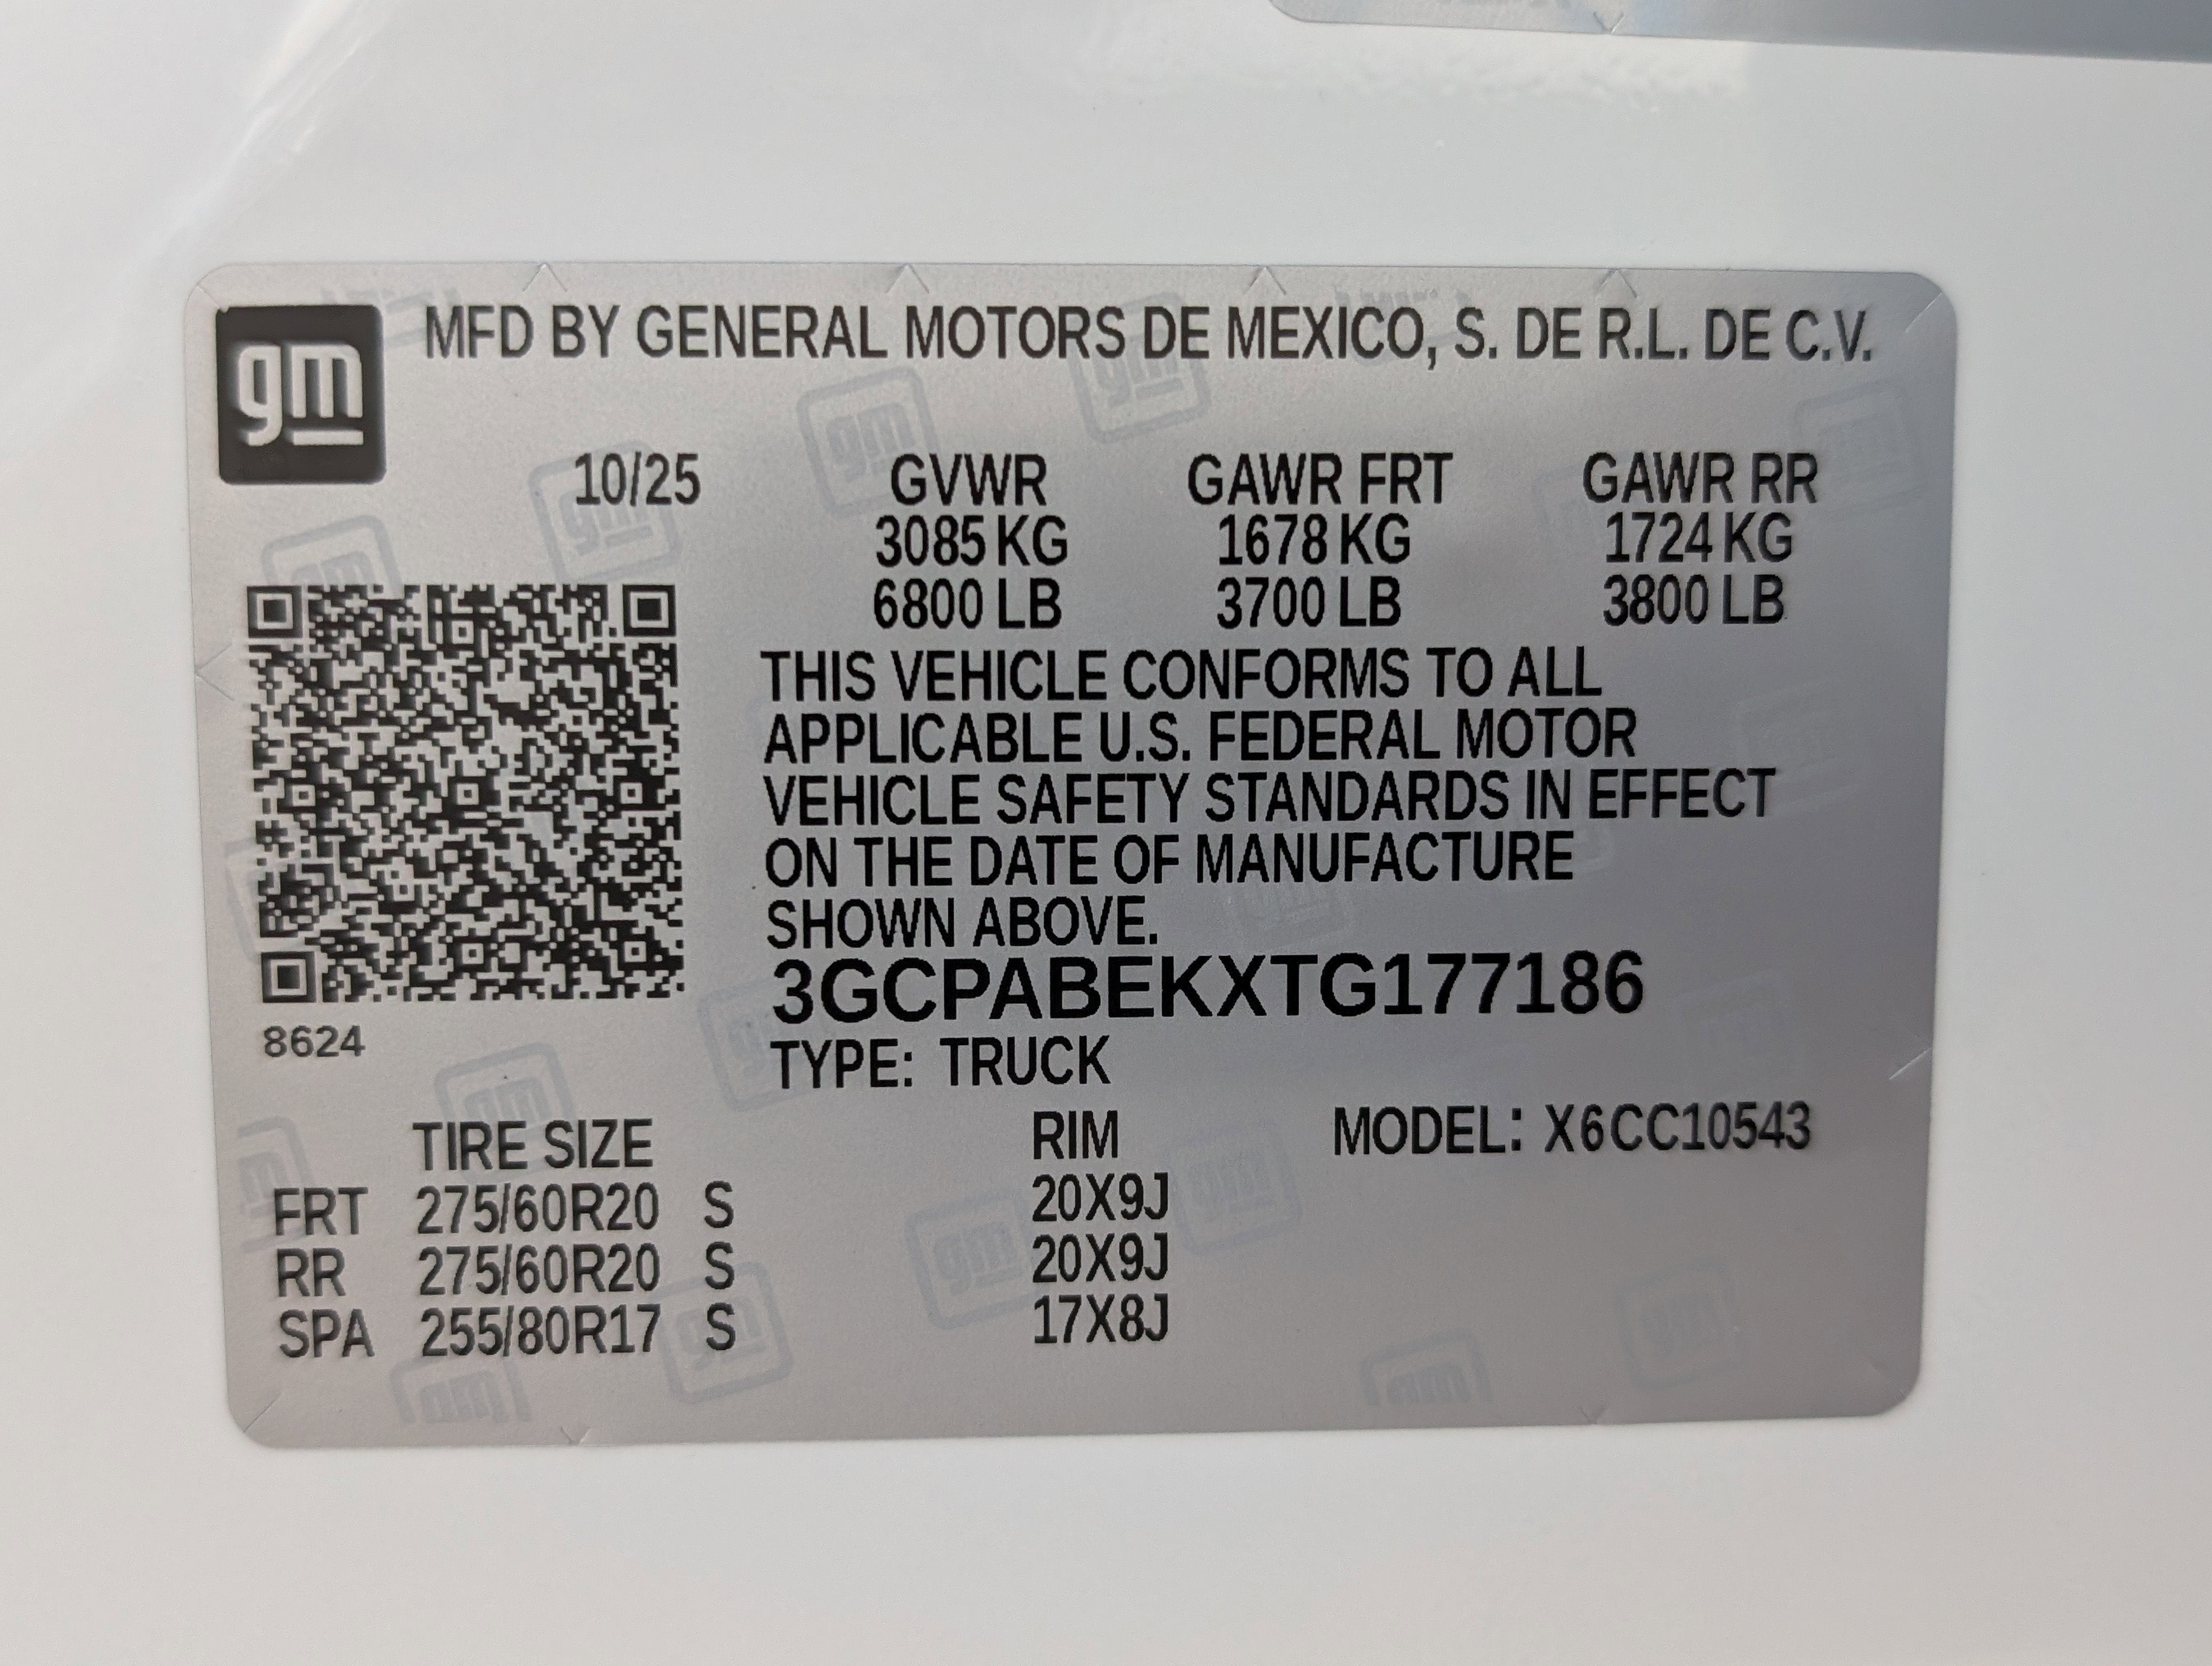 gm MFD BY GENERAL MOTORS DE MEXICO, S. DE R.L. DE C.V.
10/25 GVWR GAWR FRT GAWR RR
3085 KG 1678 KG 1724 KG
6800 LB 3700 LB 3800 LB
THIS VEHICLE CONFORMS TO ALL
APPLICABLE U.S. FEDERAL MOTOR
VEHICLE SAFETY STANDARDS IN EFFECT
ON THE DATE OF MANUFACTURE
SHOWN ABOVE.
3GCPABEKXTG177186
8624
TYPE: TRUCK
TIRE SIZE RIM MODEL: X6CC10543
FRT 275/60R20 S 20X9J
RR 275/60R20 S 20X9J
SPA 255/80R17 S 17X8J